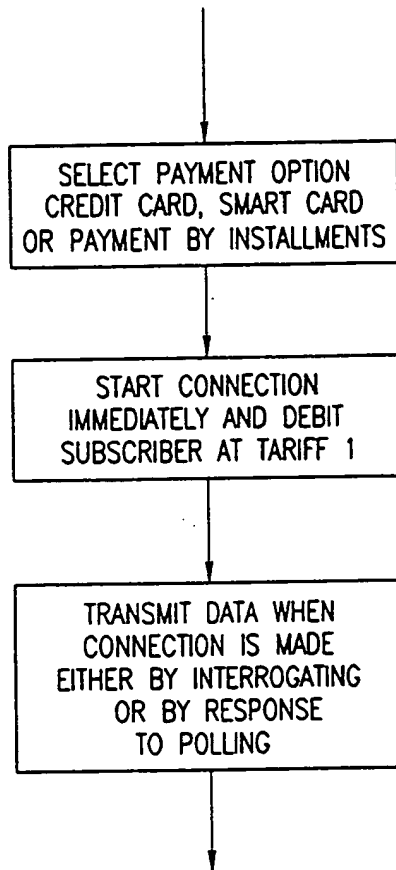 SELECT PAYMENT OPTION
CREDIT CARD, SMART CARD
OR PAYMENT BY INSTALLMENTS
START CONNECTION
IMMEDIATELY AND DEBIT
SUBSCRIBER AT TARIFF 1
TRANSMIT DATA WHEN
CONNECTION IS MADE
EITHER BY INTERROGATING
OR BY RESPONSE
TO POLLING